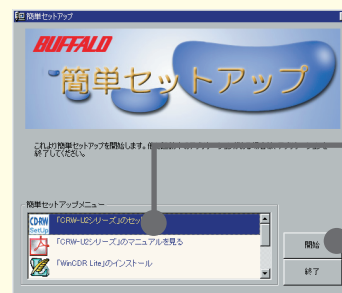 簡単セットアップ
BUFFALO
簡単セットアップ
これより簡単セットアップを開始します。
終了してください。
簡単セットアップメニュー
CDRW
SetUp
「CRW-U2シリーズ」のセッ
「CRW-U2シリーズ」のマニュアルを見る
「WinCDR Lite」のインストール
開始
終了